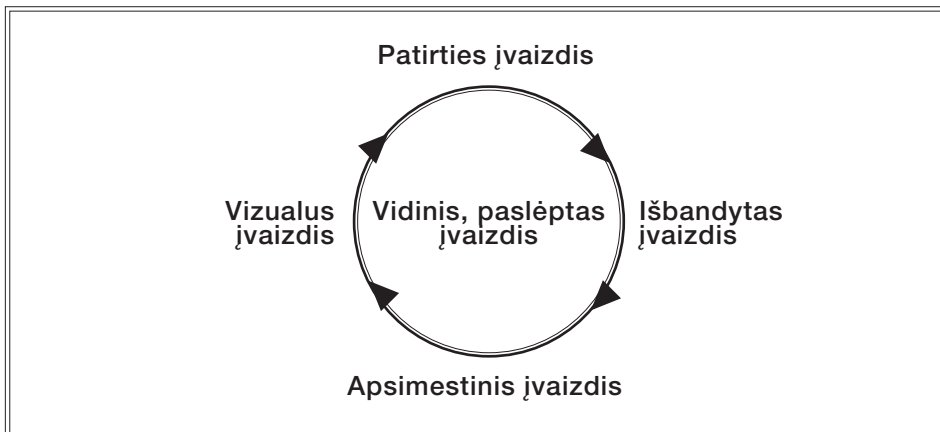 Patirties įvaizdis
Vizualus
įvaizdis
Vidinis, paslėptas
įvaizdis
Išbandytas
įvaizdis
Apsimestinis įvaizdis